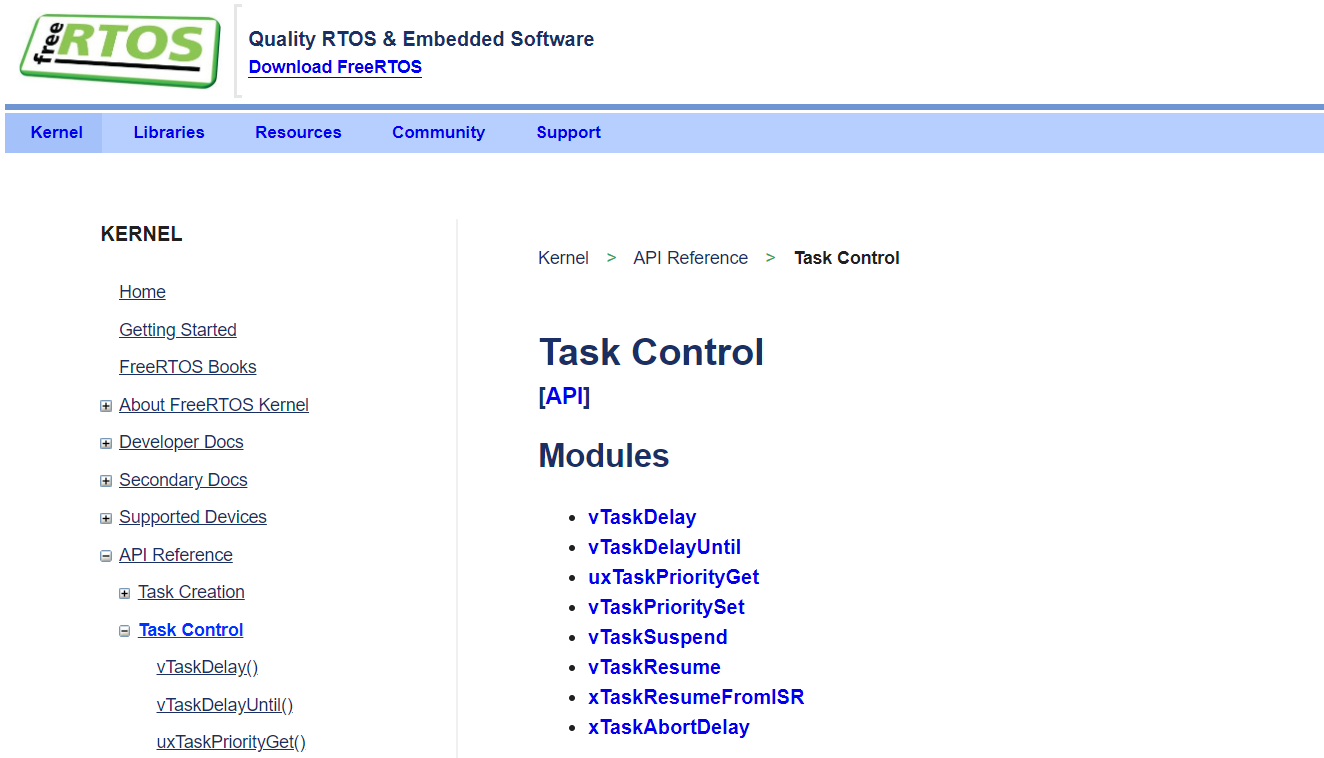 free RTOS
Quality RTOS & Embedded Software
Download FreeRTOS
Kernel Libraries Resources Community Support
KERNEL
Home
Getting Started
FreeRTOS Books
About FreeRTOS Kernel
Developer Docs
Secondary Docs
Supported Devices
API Reference
Task Creation
Task Control
vTaskDelay()
vTaskDelayUntil()
uxTaskPriorityGet()
Kernel > API Reference > Task Control
Task Control
[API]
Modules
• vTaskDelay
• vTaskDelayUntil
• uxTaskPriorityGet
• vTaskPrioritySet
• vTaskSuspend
• vTaskResume
• xTaskResumeFromISR
• xTaskAbortDelay